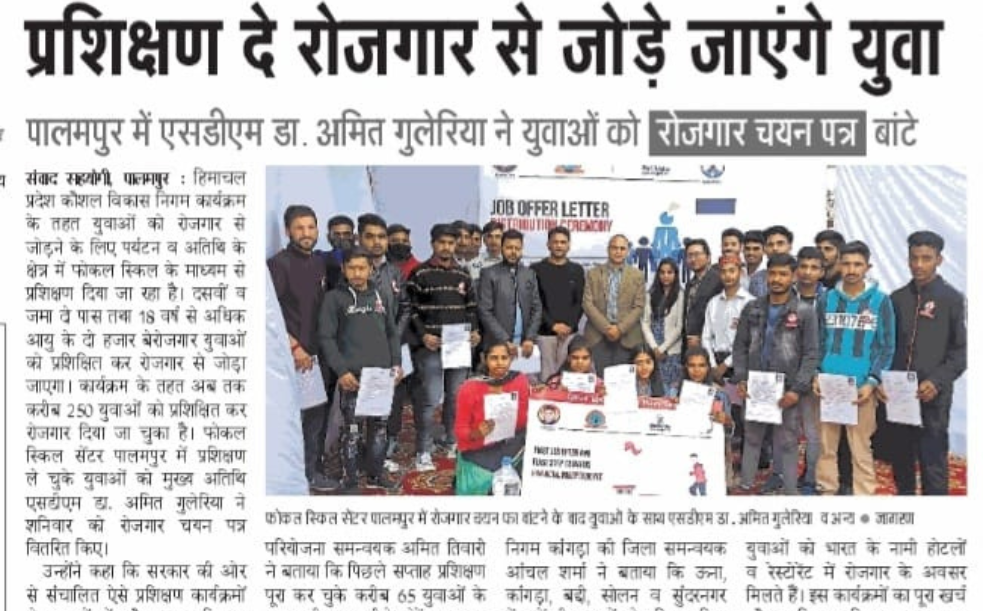 प्रशिक्षण दे रोजगार से जोड़े जाएंगे युवा
पालमपुर में एसडीएम डा. अमित गुलेरिया ने युवाओं को रोजगार चयन पत्र बांटे
संवाद सहयोगी, पालमपुर : हिमाचल
प्रदेश कौशल विकास निगम कार्यक्रम
के तहत युवाओं को रोजगार से
जोड़ने के लिए पर्यटन व अतिथि के
क्षेत्र में फोकल स्किल के माध्यम से
प्रशिक्षण दिया जा रहा है। दसवीं व
जमा दो पास तथा 18 वर्ष से अधिक
आयु के दो हजार बेरोजगार युवाओं
को प्रशिक्षित कर रोजगार से जोड़ा
जाएगा। कार्यक्रम के तहत अब तक
करीब 250 युवाओं को प्रशिक्षित कर
रोजगार दिया जा चुका है। फोकल
स्किल सेंटर पालमपुर में प्रशिक्षण
ले चुके युवाओं को मुख्य अतिथि
एसडीएम डा. अमित गुलेरिया ने
शनिवार को रोजगार चयन पत्र
वितरित किए।
उन्होंने कहा कि सरकार की ओर
से संचालित ऐसे प्रशिक्षण कार्यक्रमों
JOB OFFER LETTER
DISTRIBUTION CEREMONY
फोकल स्किल सेंटर पालमपुर में रोजगार चयन पत्र बांटने के बाद युवाओं के साथ एसडीएम डा. अमित गुलेरिया व अन्य ● जागरण
परियोजना समन्वयक अमित तिवारी
ने बताया कि पिछले सप्ताह प्रशिक्षण
पूरा कर चुके करीब 65 युवाओं के
निगम कांगड़ा की जिला समन्वयक
आंचल शर्मा ने बताया कि ऊना,
कांगड़ा, बद्दी, सोलन व सुंदरनगर
युवाओं को भारत के नामी होटलों
व रेस्टोरेंट में रोजगार के अवसर
मिलते हैं। इस कार्यक्रमों का पूरा खर्च